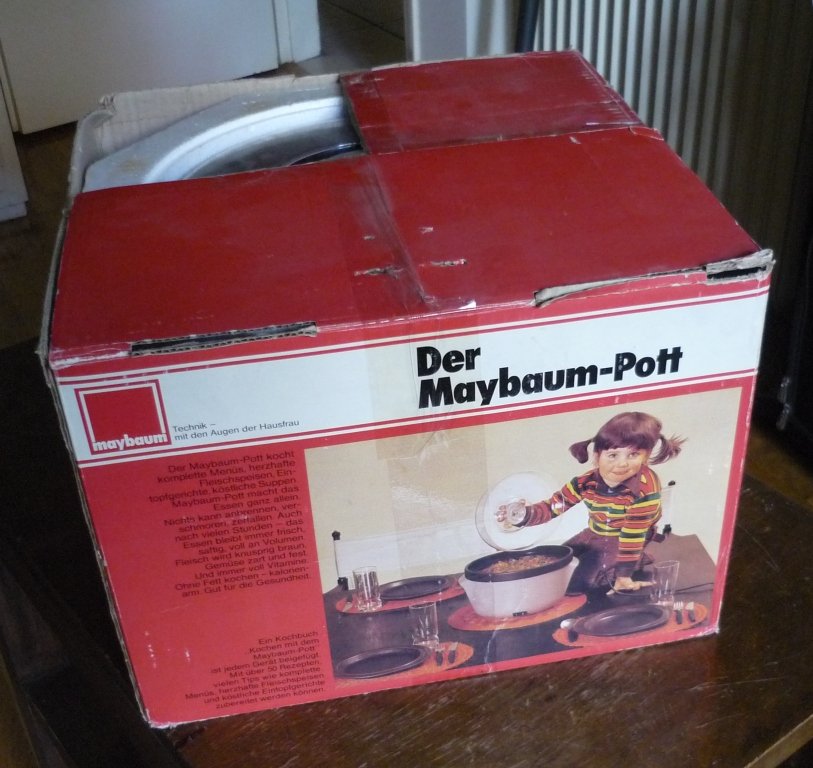 Der
Maybaum-Pott
maybaum
Technik –
mit den Augen der Hausfrau
Der Maybaum-Pott kocht
komplette Menüs, herzhafte
Fleischspeisen, Ein-
topfgerichte, köstliche Suppen.
Maybaum-Pott macht das
Essen ganz allein.
Nichts kann anbrennen, ver-
schmoren, zerfallen. Auch
nach vielen Stunden – das
Essen bleibt immer frisch,
saftig, voll an Volumen.
Fleisch wird knusprig braun.
Gemüse zart und fest.
Und immer voll Vitamine.
Ohne Fett kochen – kalorien-
arm. Gut für die Gesundheit.
Ein Kochbuch
„Kochen mit dem
Maybaum-Pott“
ist jedem Gerät beigefügt.
Mit über 50 Rezepten,
vielen Tips wie komplette
Menüs, herzhafte Fleischspeisen
und köstliche Eintopfgerichte
zubereitet werden können.